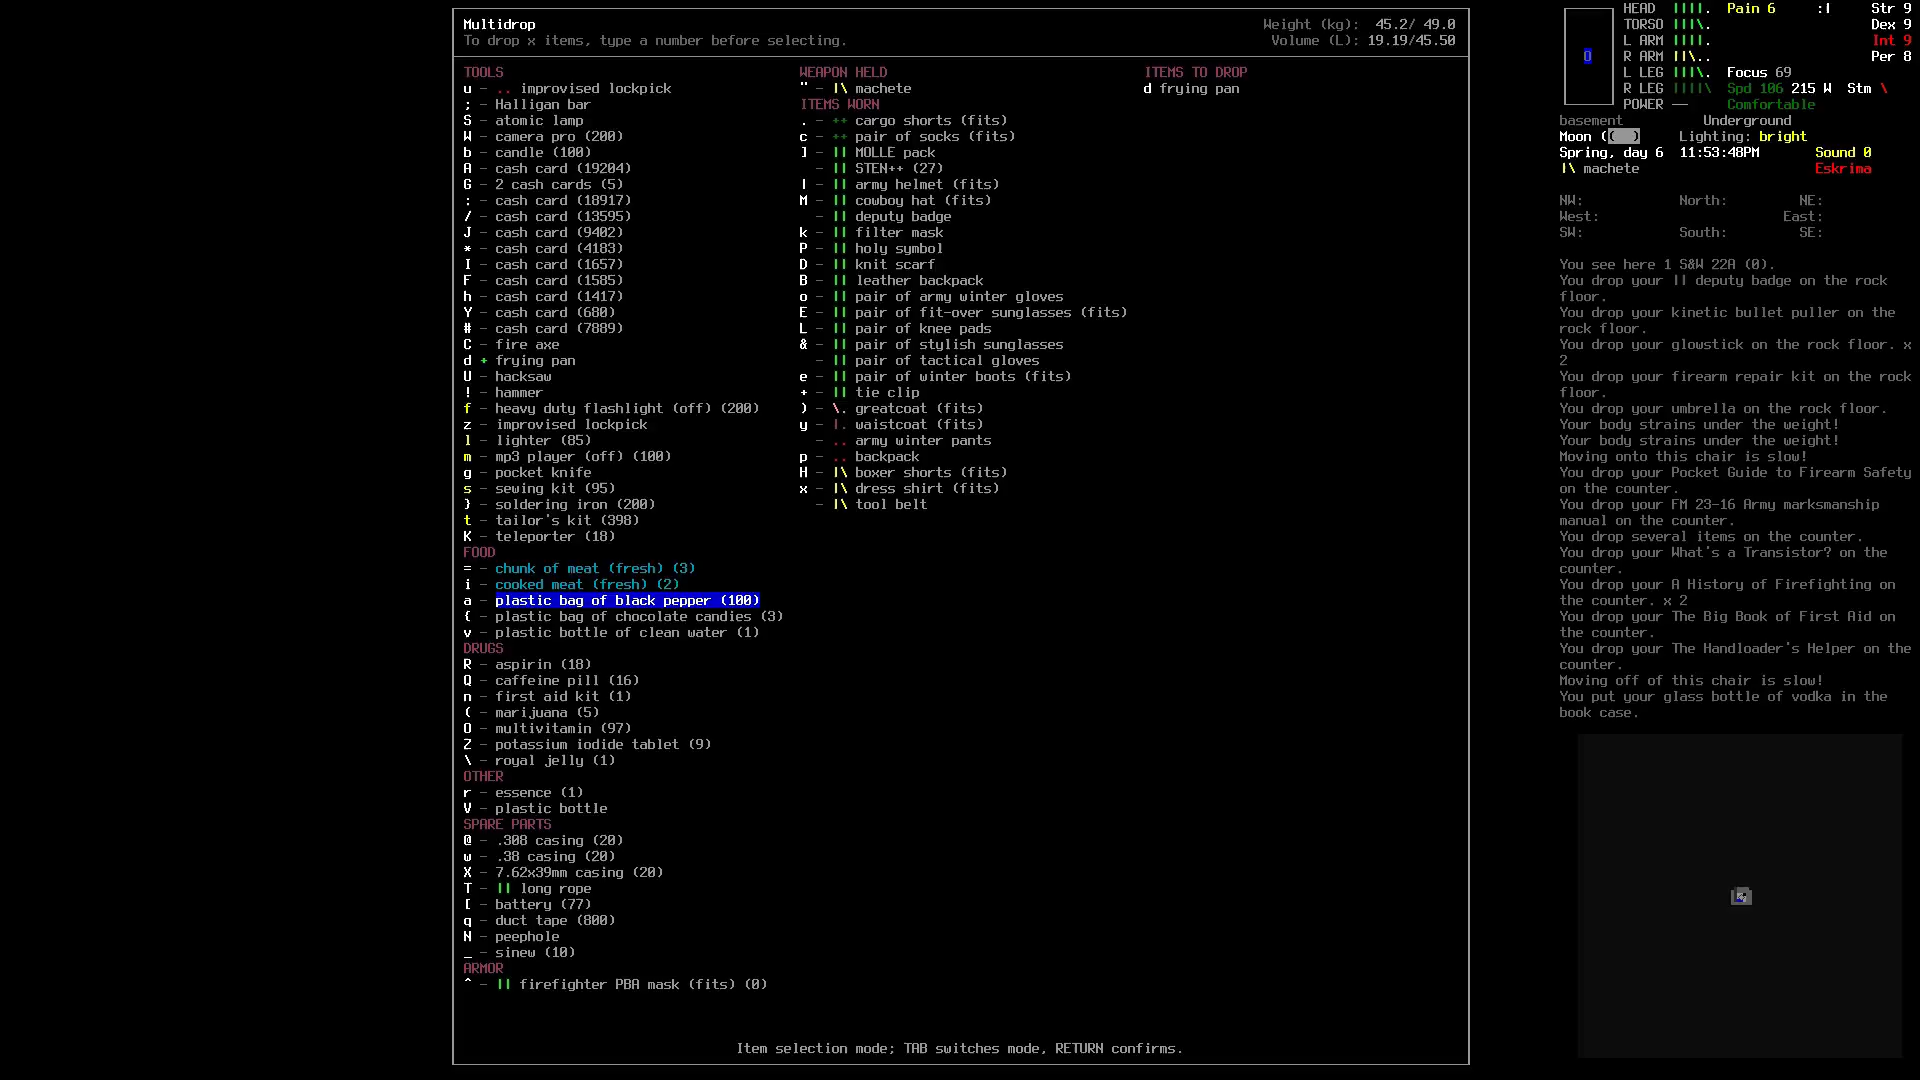 Multidrop
Weight (kg): 45.2/ 49.0
To drop x items, type a number before selecting.
Volume (L): 19.19/45.50
TOOLS
u - .. improvised lockpick
; - Halligan bar
S - atomic lamp
W - camera pro (200)
b - candle (100)
A - cash card (19204)
G - 2 cash cards (5)
: - cash card (18917)
/ - cash card (13595)
J - cash card (9402)
* - cash card (4183)
I - cash card (1657)
F - cash card (1585)
h - cash card (1417)
Y - cash card (680)
# - cash card (7889)
C - fire axe
d + frying pan
U - hacksaw
! - hammer
f - heavy duty flashlight (off) (200)
z - improvised lockpick
l - lighter (85)
m - mp3 player (off) (100)
g - pocket knife
s - sewing kit (95)
} - soldering iron (200)
t - tailor's kit (398)
K - teleporter (18)
FOOD
= - chunk of meat (fresh) (3)
i - cooked meat (fresh) (2)
a - plastic bag of black pepper (100)
{ - plastic bag of chocolate candies (3)
v - plastic bottle of clean water (1)
DRUGS
R - aspirin (18)
Q - caffeine pill (16)
n - first aid kit (1)
( - marijuana (5)
O - multivitamin (97)
Z - potassium iodide tablet (9)
\ - royal jelly (1)
OTHER
r - essence (1)
V - plastic bottle
SPARE PARTS
@ - .308 casing (20)
w - .38 casing (20)
X - 7.62x39mm casing (20)
T - || long rope
[ - battery (77)
q - duct tape (800)
N - peephole
_ - sinew (10)
ARMOR
^ - || firefighter PBA mask (fits) (0)
WEAPON HELD
" - |\ machete
ITEMS WORN
. - ++ cargo shorts (fits)
c - ++ pair of socks (fits)
] - || MOLLE pack
- || STEN++ (27)
| - || army helmet (fits)
M - || cowboy hat (fits)
- || deputy badge
k - || filter mask
P - || holy symbol
D - || knit scarf
B - || leather backpack
o - || pair of army winter gloves
E - || pair of fit-over sunglasses (fits)
L - || pair of knee pads
& - || pair of stylish sunglasses
- || pair of tactical gloves
e - || pair of winter boots (fits)
+ - || tie clip
) - \. greatcoat (fits)
y - |. waistcoat (fits)
- .. army winter pants
p - .. backpack
H - |\ boxer shorts (fits)
x - |\ dress shirt (fits)
- |\ tool belt
ITEMS TO DROP
d frying pan
Item selection mode; TAB switches mode, RETURN confirms.
0
HEAD ||||. Pain 6 :| Str 9
TORSO |||\. Dex 9
L ARM ||||. Int 9
R ARM ||\.. Per 8
L LEG |||\. Focus 69
R LEG ||||\ Spd 106 215 W Stm \
POWER —— Comfortable
basement Underground
Moon (( ) Lighting: bright
Spring, day 6 11:53:48PM Sound 0
|\ machete Eskrima
NW: North: NE:
West: East:
SW: South: SE:
You see here 1 S&W 22A (0).
You drop your || deputy badge on the rock
floor.
You drop your kinetic bullet puller on the
rock floor.
You drop your glowstick on the rock floor. x
2
You drop your firearm repair kit on the rock
floor.
You drop your umbrella on the rock floor.
Your body strains under the weight!
Your body strains under the weight!
Moving onto this chair is slow!
You drop your Pocket Guide to Firearm Safety
on the counter.
You drop your FM 23-16 Army marksmanship
manual on the counter.
You drop several items on the counter.
You drop your What's a Transistor? on the
counter.
You drop your A History of Firefighting on
the counter. x 2
You drop your The Big Book of First Aid on
the counter.
You drop your The Handloader's Helper on the
counter.
Moving off of this chair is slow!
You put your glass bottle of vodka in the
book case.